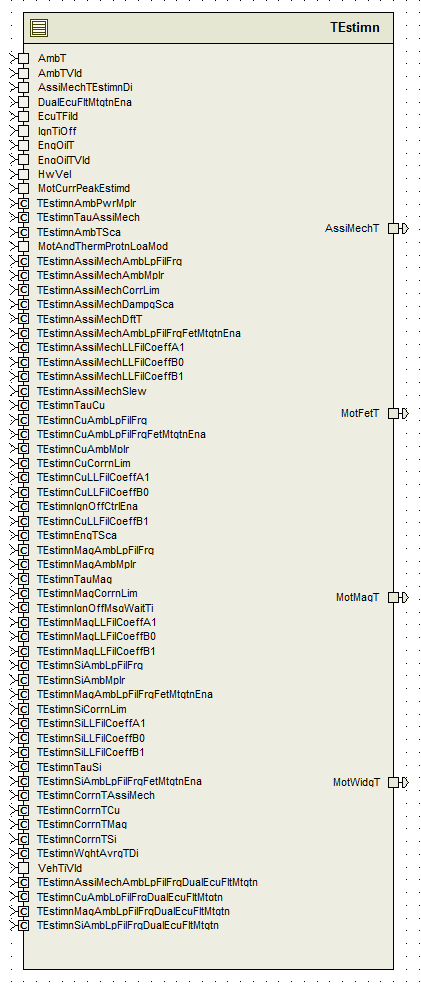 TEstimn
AmbT
AmbTVld
AssiMechTEstimnDi
DualEcuFltMtgtnEna
EcuTFild
IgnTiOff
EngOilT
EngOilTVld
HwVel
MotCurrPeakEstimd
C TEstimnAmbPwrMplr
C TEstimnTauAssiMech
C TEstimnAmbTSca
MotAndThermProtnLoaMod
C TEstimnAssiMechAmbLpFilFrq
C TEstimnAssiMechAmbMplr
C TEstimnAssiMechCorrLim
C TEstimnAssiMechDampgSca
C TEstimnAssiMechDftT
C TEstimnAssiMechAmbLpFilFrqFetMtgtnEna
C TEstimnAssiMechLLFilCoeffA1
C TEstimnAssiMechLLFilCoeffB0
C TEstimnAssiMechLLFilCoeffB1
C TEstimnAssiMechSlew
C TEstimnTauCu
C TEstimnCuAmbLpFilFrq
C TEstimnCuAmbLpFilFrqFetMtgtnEna
C TEstimnCuAmbMplr
C TEstimnCuCorrnLim
C TEstimnCuLLFilCoeffA1
C TEstimnCuLLFilCoeffB0
C TEstimnIgnOffCtrlEna
C TEstimnCuLLFilCoeffB1
C TEstimnEngTSca
C TEstimnMagAmbLpFilFrq
C TEstimnMagAmbMplr
C TEstimnTauMag
C TEstimnMagCorrnLim
C TEstimnIgnOffMsgWaitTi
C TEstimnMagLLFilCoeffA1
C TEstimnMagLLFilCoeffB0
C TEstimnMagLLFilCoeffB1
C TEstimnSiAmbLpFilFrq
C TEstimnSiAmbMplr
C TEstimnMagAmbLpFilFrqFetMtgtnEna
C TEstimnSiCorrnLim
C TEstimnSiLLFilCoeffA1
C TEstimnSiLLFilCoeffB0
C TEstimnSiLLFilCoeffB1
C TEstimnTauSi
C TEstimnSiAmbLpFilFrqFetMtgtnEna
C TEstimnCorrnTAssiMech
C TEstimnCorrnTCu
C TEstimnCorrnTMag
C TEstimnCorrnTSi
C TEstimnWghtAvrgTDi
VehTiVld
C TEstimnAssiMechAmbLpFilFrqDualEcuFltMtgtn
C TEstimnCuAmbLpFilFrqDualEcuFltMtgtn
C TEstimnMagAmbLpFilFrqDualEcuFltMtgtn
C TEstimnSiAmbLpFilFrqDualEcuFltMtgtn
AssiMechT
MotFetT
MotMagT
MotWidgT